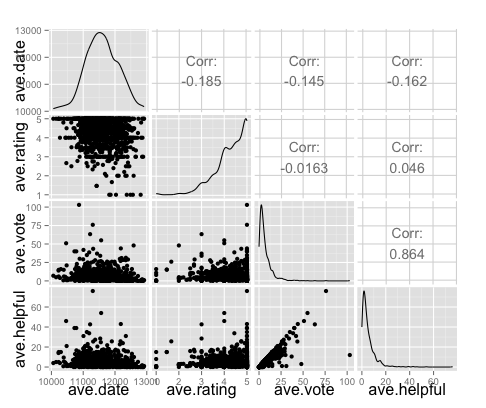 13000
12000
11000
10000
ave.date
Corr:
-0.185
Corr:
-0.145
Corr:
-0.162
5
4
3
2
1
ave.rating
Corr:
-0.0163
Corr:
0.046
100
75
50
25
0
ave.vote
Corr:
0.864
60
40
20
0
ave.helpful
10000 11000 12000 13000
2 3 4 5
0 25 50 75 100
0 20 40 60
ave.date ave.rating ave.vote ave.helpful